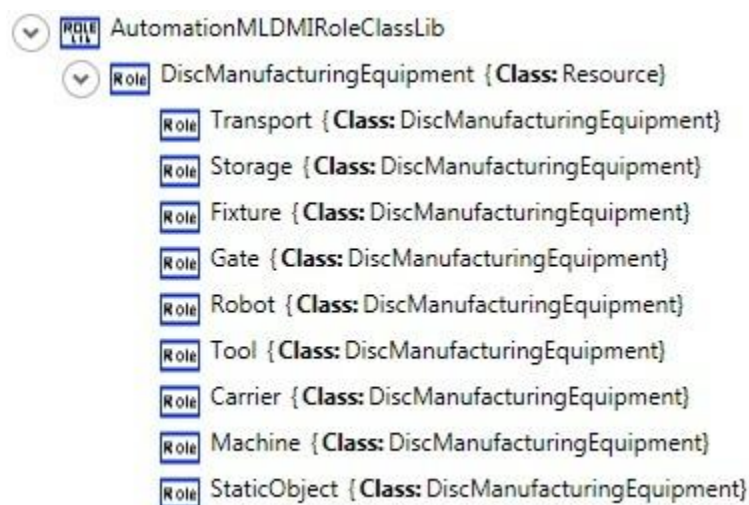 ROLE LIB AutomationMLDMIRoleClassLib
Role DiscManufacturingEquipment {Class: Resource}
Role Transport {Class: DiscManufacturingEquipment}
Role Storage {Class: DiscManufacturingEquipment}
Role Fixture {Class: DiscManufacturingEquipment}
Role Gate {Class: DiscManufacturingEquipment}
Role Robot {Class: DiscManufacturingEquipment}
Role Tool {Class: DiscManufacturingEquipment}
Role Carrier {Class: DiscManufacturingEquipment}
Role Machine {Class: DiscManufacturingEquipment}
Role StaticObject {Class: DiscManufacturingEquipment}